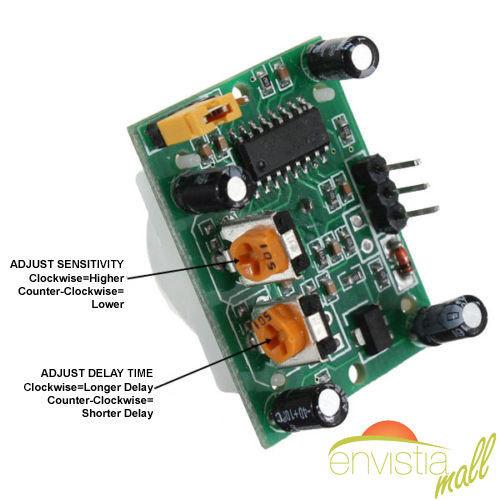 ADJUST SENSITIVITY
Clockwise=Higher
Counter-Clockwise=
Lower
501
ADJUST DELAY TIME
Clockwise=Longer Delay
Counter-Clockwise=
Shorter Delay
envistia
mall